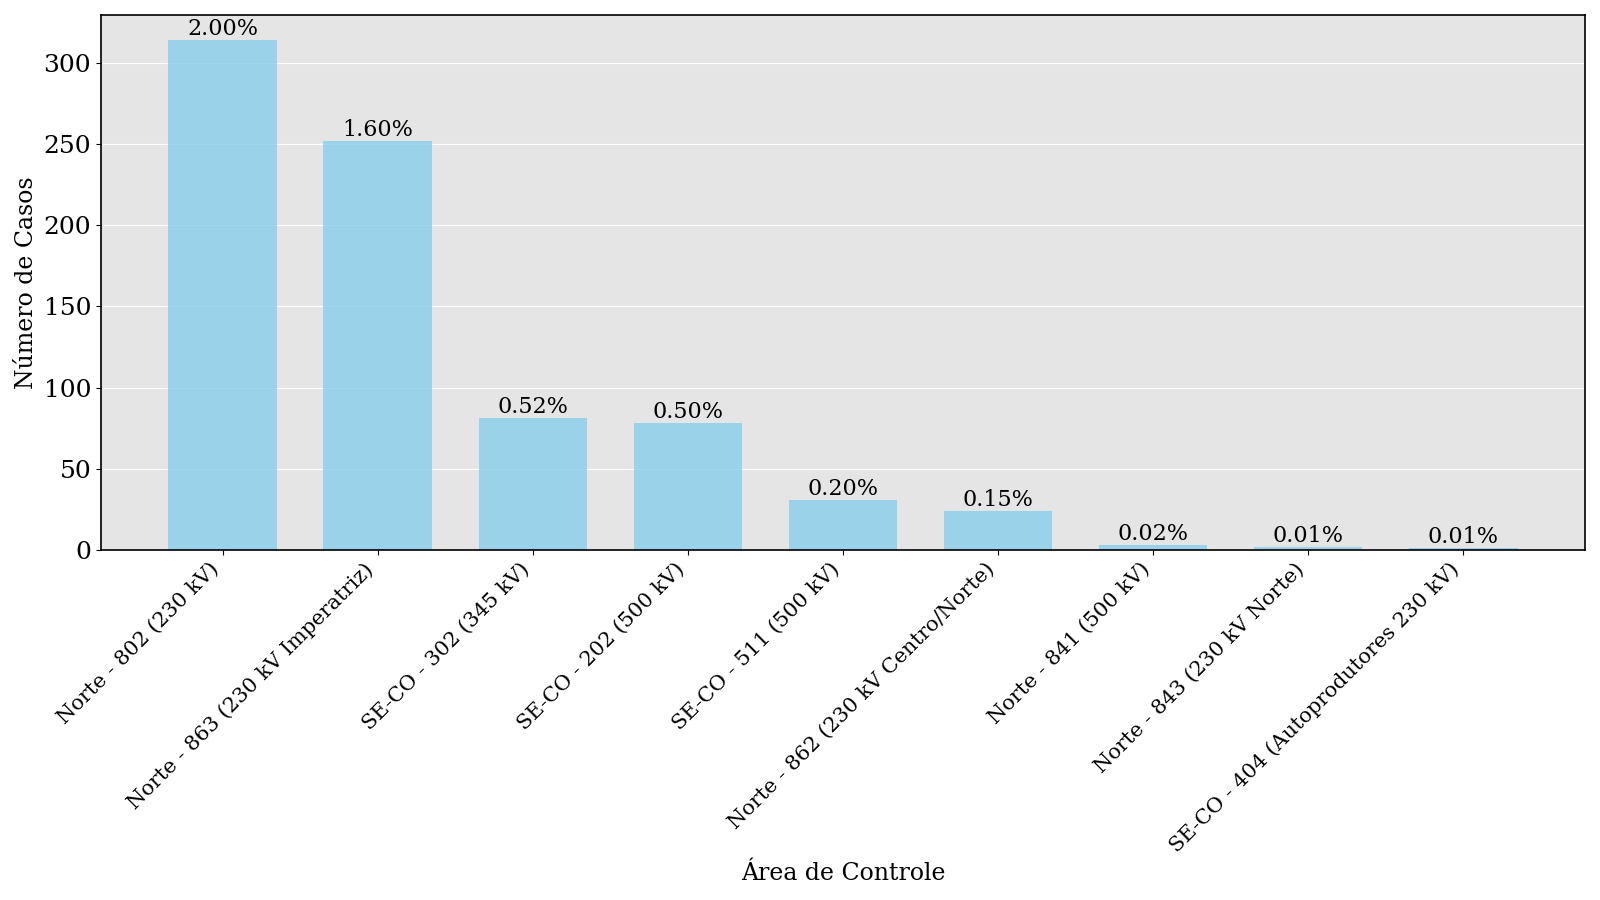 2.00%
1.60%
0.52%
0.50%
0.20%
0.15%
0.02%
0.01%
0.01%
Número de Casos
300
250
200
150
100
50
0
Norte - 802 (230 kV)
Norte - 863 (230 kV Imperatriz)
SE-CO - 302 (345 kV)
SE-CO - 202 (500 kV)
SE-CO - 511 (500 kV)
Norte - 862 (230 kV Centro/Norte)
Norte - 841 (500 kV)
Norte - 843 (230 kV Norte)
SE-CO - 404 (Autoprodutores 230 kV)
Área de Controle